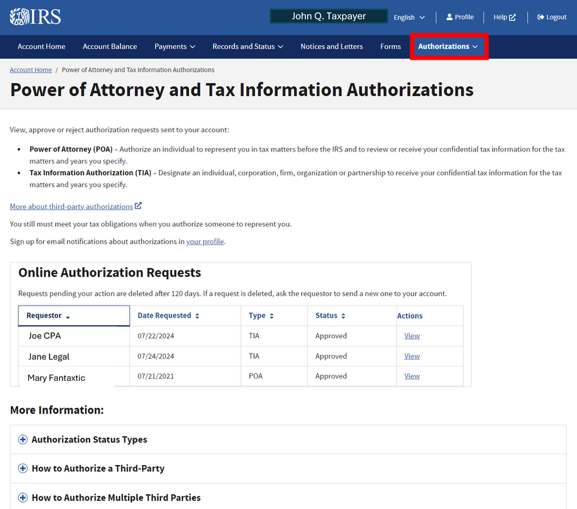 IRS
John Q. Taxpayer
English
Profile
Help
Logout
Account Home
Account Balance
Payments
Records and Status
Notices and Letters
Forms
Authorizations
Account Home / Power of Attorney and Tax Information Authorizations
Power of Attorney and Tax Information Authorizations
View, approve or reject authorization requests sent to your account:
• Power of Attorney (POA) – Authorize an individual to represent you in tax matters before the IRS and to review or receive your confidential tax information for the tax
matters and years you specify.
• Tax Information Authorization (TIA) – Designate an individual, corporation, firm, organization or partnership to receive your confidential tax information for the tax
matters and years you specify.
More about third-party authorizations
You still must meet your tax obligations when you authorize someone to represent you.
Sign up for email notifications about authorizations in your profile.
Online Authorization Requests
Requests pending your action are deleted after 120 days. If a request is deleted, ask the requestor to send a new one to your account.
Requestor Date Requested Type Status Actions
Joe CPA 07/22/2024 TIA Approved View
Jane Legal 07/24/2024 TIA Approved View
Mary Fantaxtic 07/21/2021 POA Approved View
More Information:
Authorization Status Types
How to Authorize a Third-Party
How to Authorize Multiple Third Parties